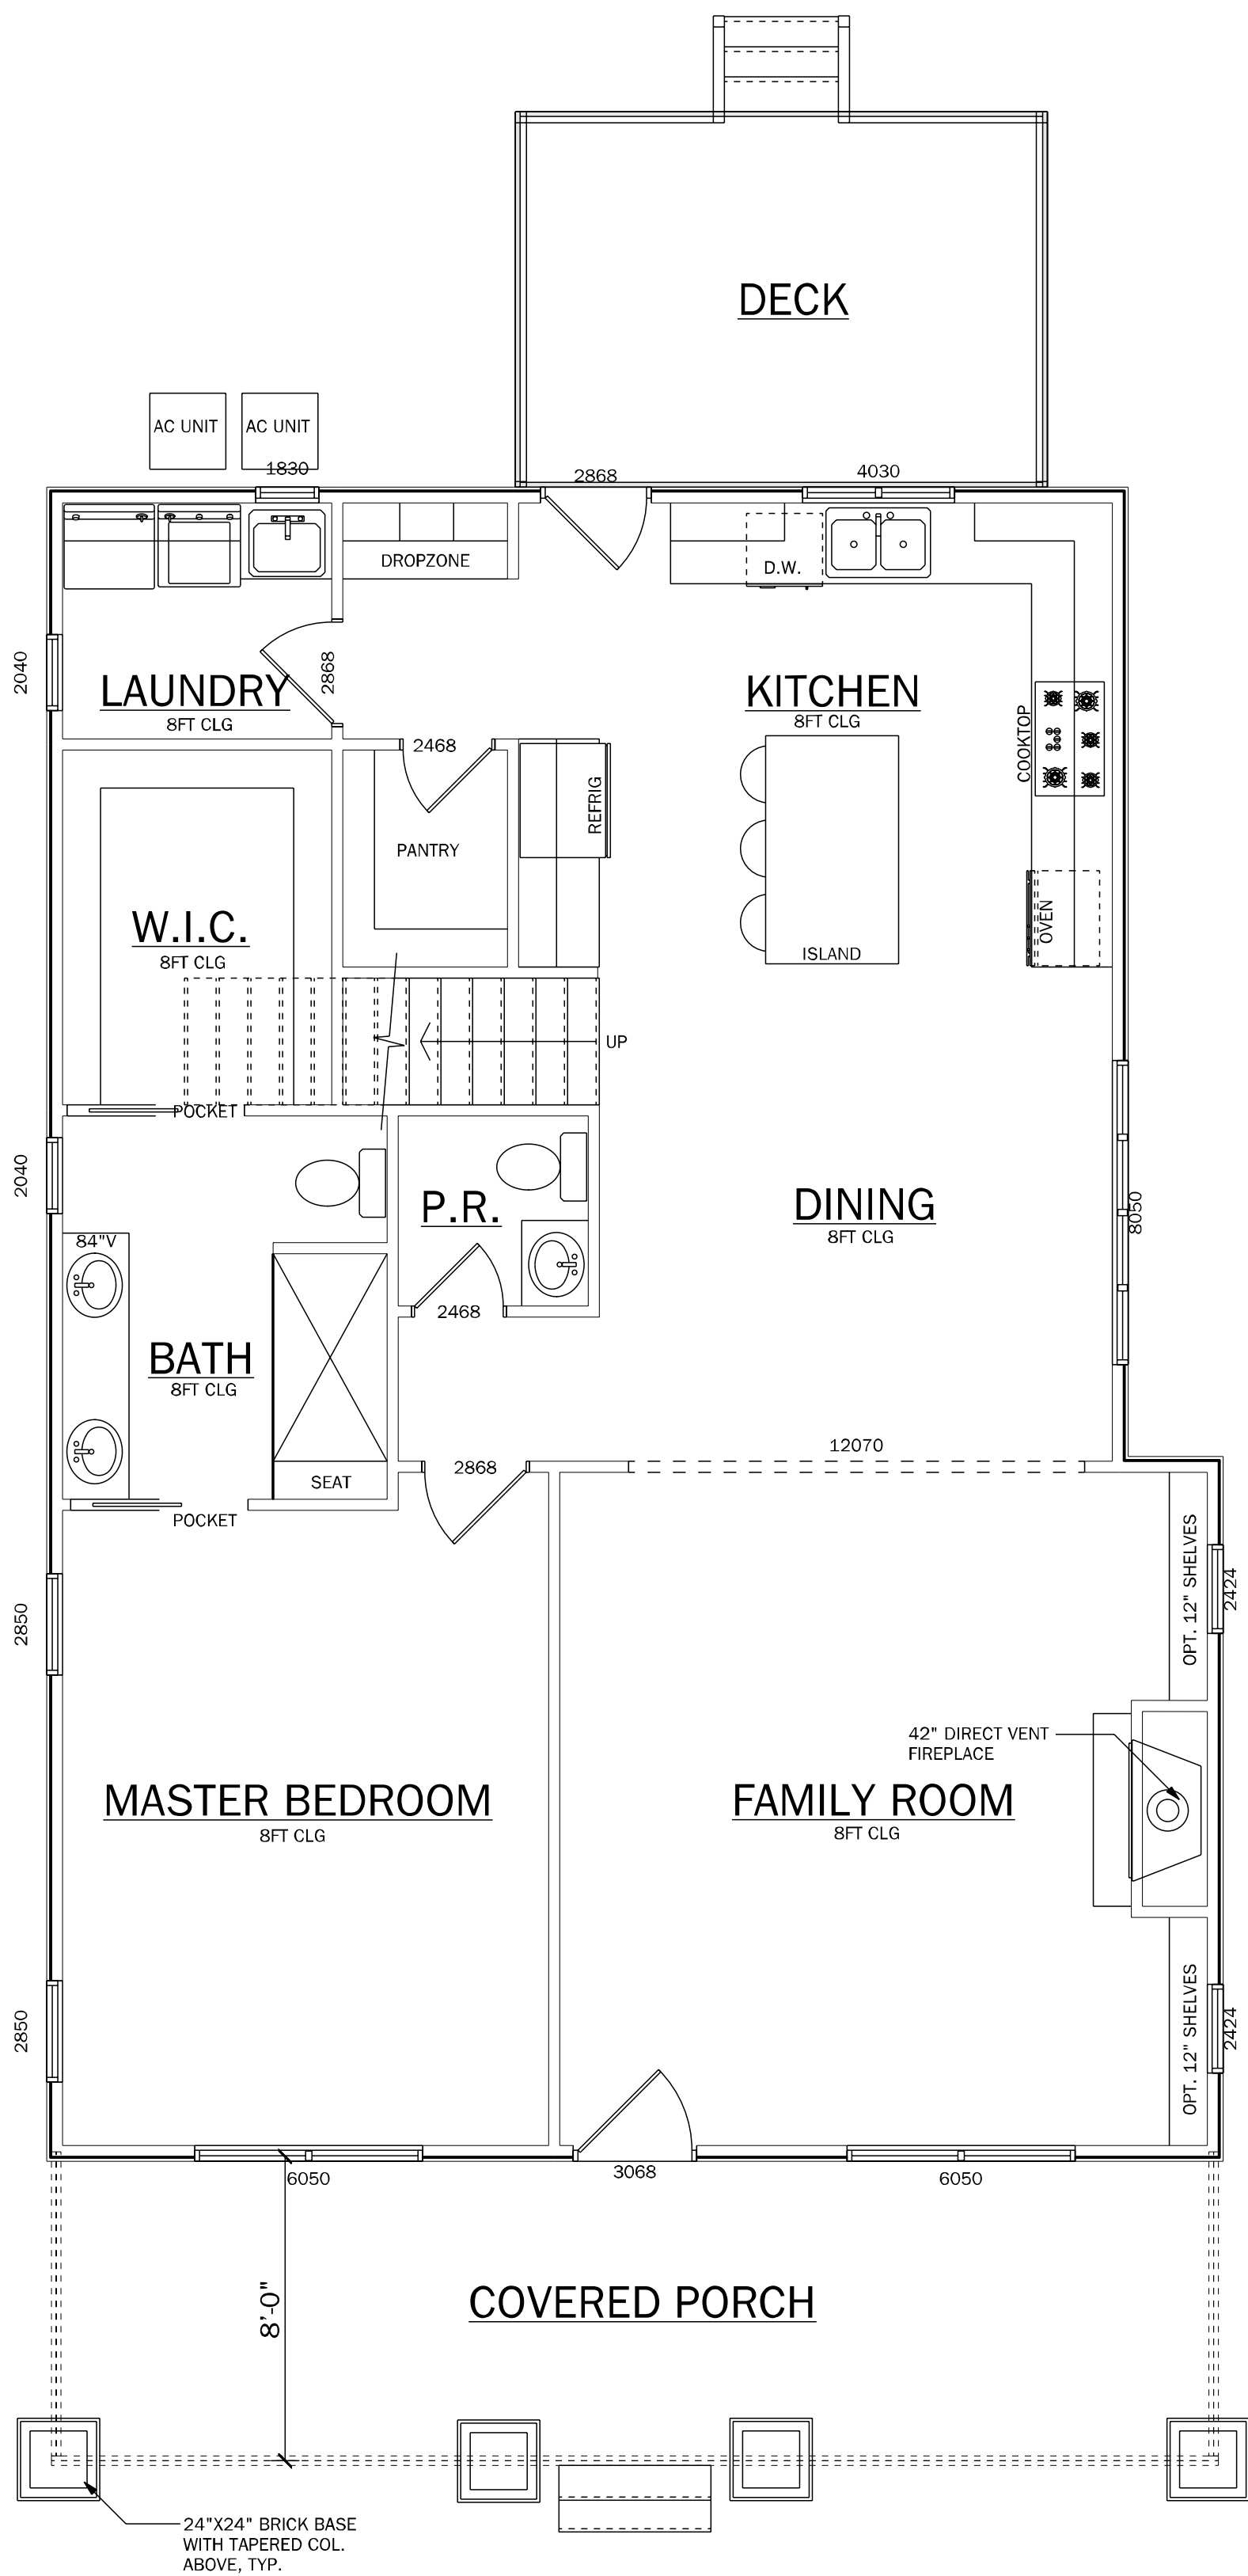 DECK
AC UNIT
AC UNIT
1830
2868
4030
DROPZONE
D.W.
2040
LAUNDRY
8FT CLG
2868
KITCHEN
8FT CLG
COOKTOP
2468
REFRIG
PANTRY
W.I.C.
8FT CLG
ISLAND
OVEN
UP
POCKET
2040
P.R.
DINING
8FT CLG
8050
84"V
2468
BATH
8FT CLG
12070
2868
SEAT
POCKET
OPT. 12" SHELVES
2424
2850
42" DIRECT VENT
FIREPLACE
MASTER BEDROOM
8FT CLG
FAMILY ROOM
8FT CLG
2850
OPT. 12" SHELVES
2424
6050
3068
6050
8'-0"
COVERED PORCH
24"X24" BRICK BASE
WITH TAPERED COL.
ABOVE, TYP.